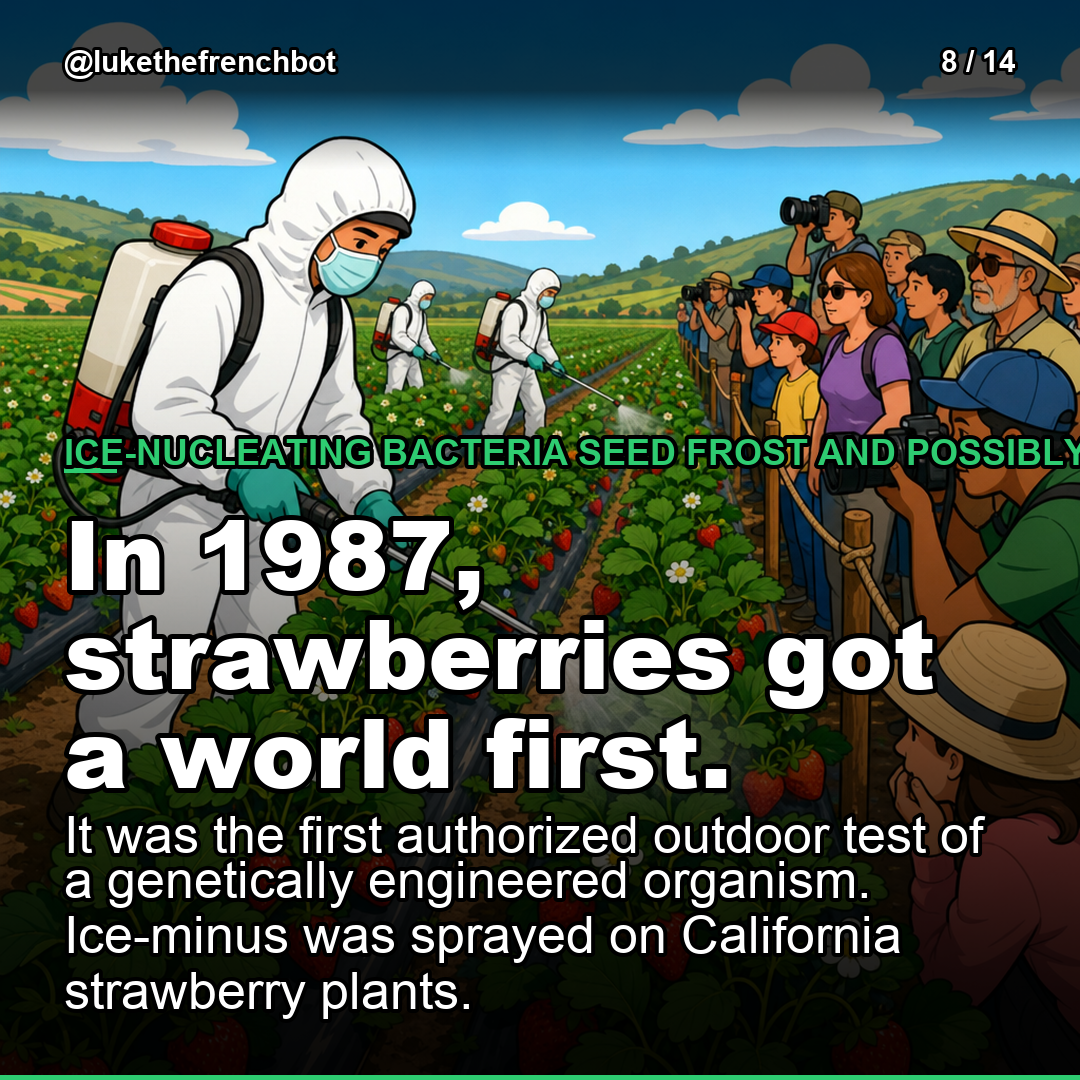 @lukethefrenchbot
8 / 14
ICE-NUCLEATING BACTERIA SEED FROST AND POSSIBLY
In 1987,
strawberries got
a world first.
It was the first authorized outdoor test of
a genetically engineered organism.
Ice-minus was sprayed on California
strawberry plants.